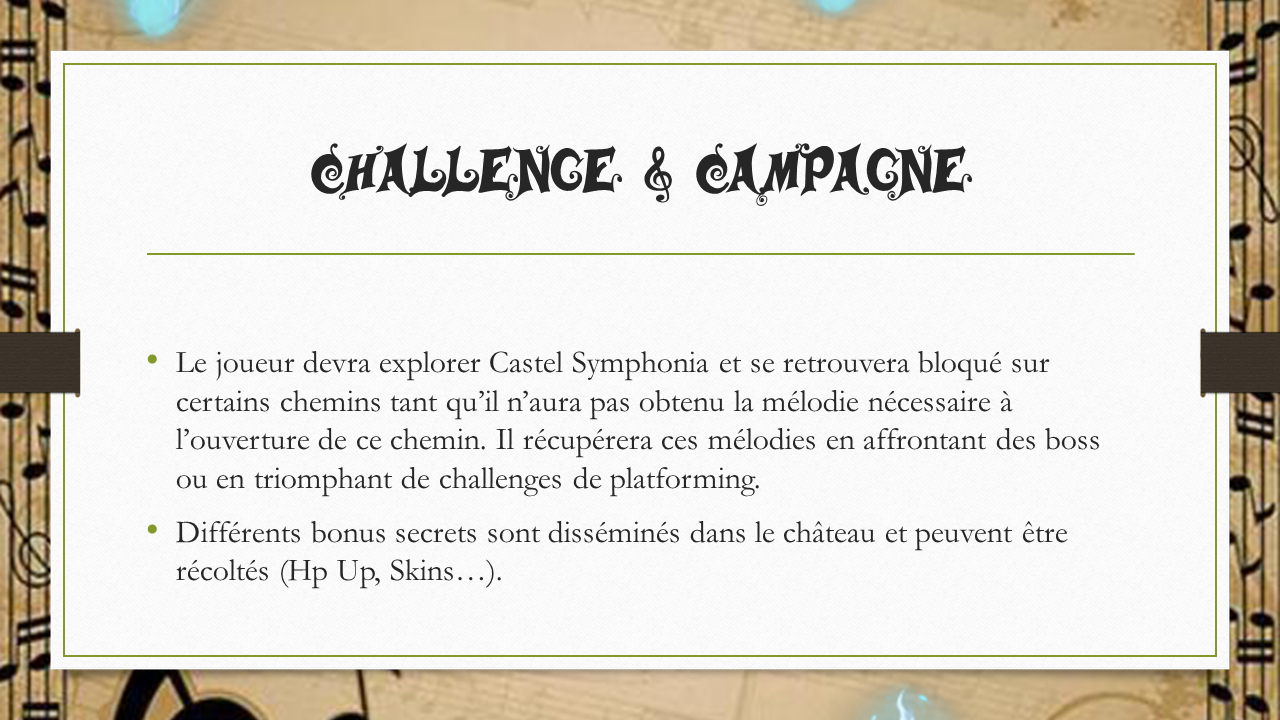 CHALLENGE & CAMPAGNE
• Le joueur devra explorer Castel Symphonia et se retrouvera bloqué sur
certains chemins tant qu’il n’aura pas obtenu la mélodie nécessaire à
l’ouverture de ce chemin. Il récupérera ces mélodies en affrontant des boss
ou en triomphant de challenges de platforming.
• Différents bonus secrets sont disséminés dans le château et peuvent être
récoltés (Hp Up, Skins…).